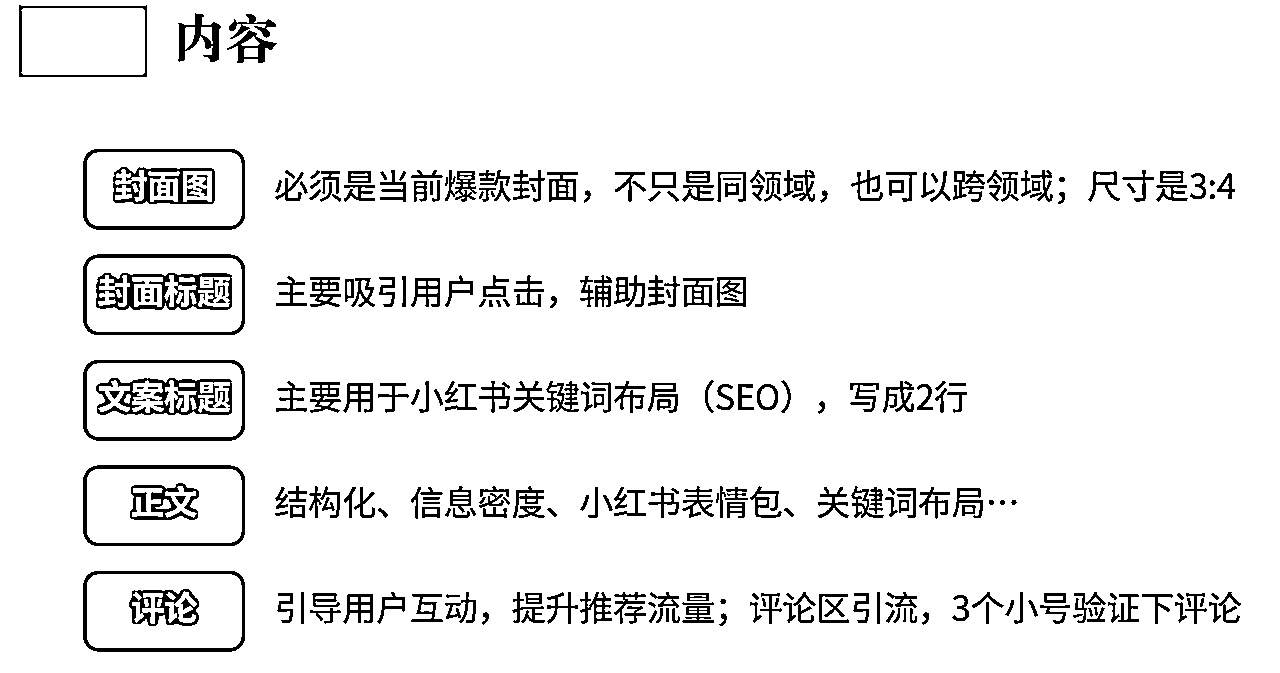 内容
封面图 必须是当前爆款封面，不只是同领域，也可以跨领域；尺寸是3:4
封面标题 主要吸引用户点击，辅助封面图
文案标题 主要用于小红书关键词布局（SEO），写成2行
正文 结构化、信息密度、小红书表情包、关键词布局…
评论 引导用户互动，提升推荐流量；评论区引流，3个小号验证下评论